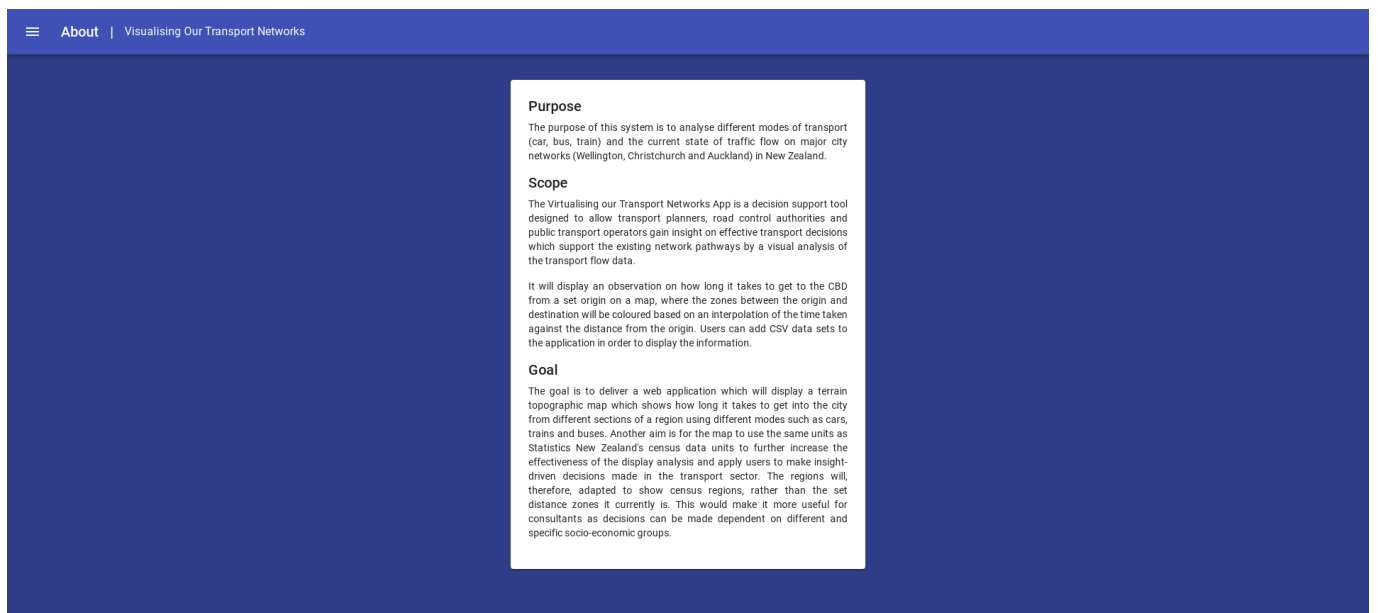 About | Visualising Our Transport Networks
Purpose
The purpose of this system is to analyse different modes of transport
(car, bus, train) and the current state of traffic flow on major city
networks (Wellington, Christchurch and Auckland) in New Zealand.
Scope
The Virtualising our Transport Networks App is a decision support tool
designed to allow transport planners, road control authorities and
public transport operators gain insight on effective transport decisions
which support the existing network pathways by a visual analysis of
the transport flow data.
It will display an observation on how long it takes to get to the CBD
from a set origin on a map, where the zones between the origin and
destination will be coloured based on an interpolation of the time taken
against the distance from the origin. Users can add CSV data sets to
the application in order to display the information.
Goal
The goal is to deliver a web application which will display a terrain
topographic map which shows how long it takes to get into the city
from different sections of a region using different modes such as cars,
trains and buses. Another aim is for the map to use the same units as
Statistics New Zealand's census data units to further increase the
effectiveness of the display analysis and apply users to make insight-
driven decisions made in the transport sector. The regions will,
therefore, adapted to show census regions, rather than the set
distance zones it currently is. This would make it more useful for
consultants as decisions can be made dependent on different and
specific socio-economic groups.